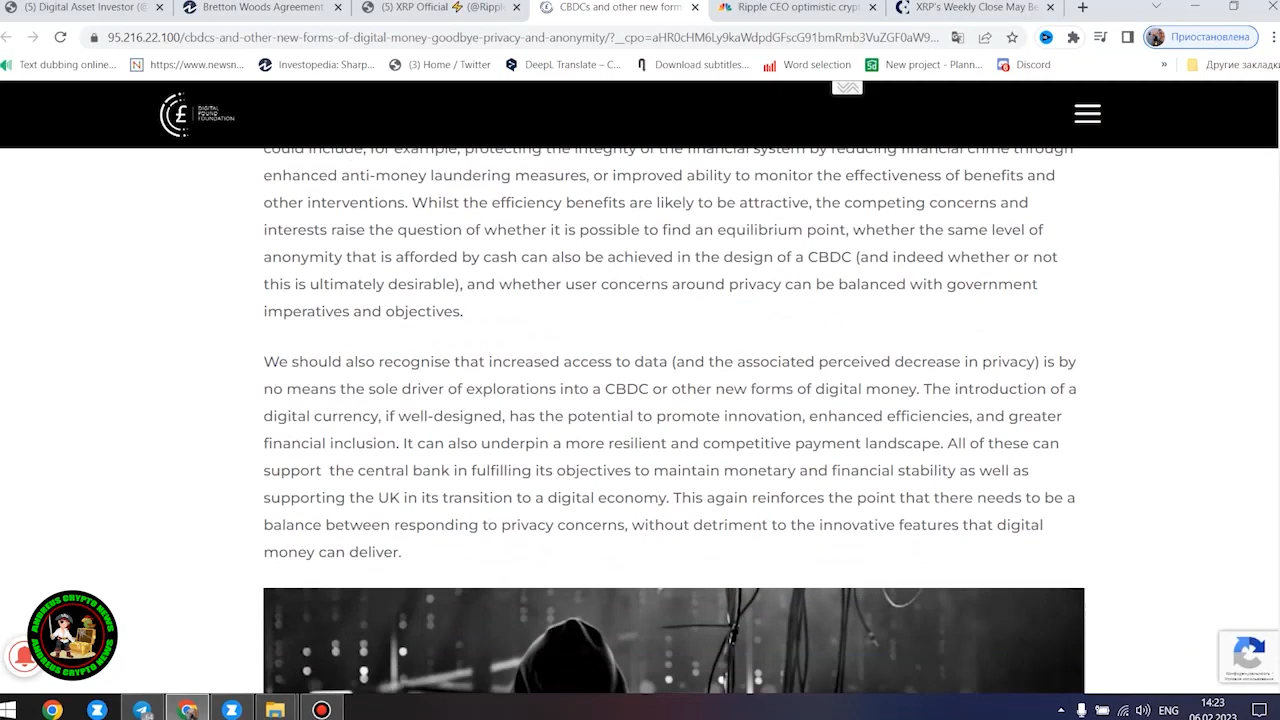 (5) Digital Asset Investor (@
Bretton Woods Agreement
(5) XRP Official ⚡ (@Ripple
CBDCs and other new form
Ripple CEO optimistic crypt
XRP's Weekly Close May Be
95.216.22.100/cbdcs-and-other-new-forms-of-digital-money-goodbye-privacy-and-anonymity/?__cpo=aHR0cHM6Ly9kaWdpdGFscG91bmRmb3VuZGF0aW9...
Приостановлена
Text dubbing online...
https://www.newsn...
Investopedia: Sharp...
(3) Home / Twitter
DeepL Translate – C...
Download subtitles...
Word selection
New project - Plann...
Discord
»
Другие закладки
DIGITAL
POUND
FOUNDATION
could include, for example, protecting the integrity of the financial system by reducing financial crime through
enhanced anti-money laundering measures, or improved ability to monitor the effectiveness of benefits and
other interventions. Whilst the efficiency benefits are likely to be attractive, the competing concerns and
interests raise the question of whether it is possible to find an equilibrium point, whether the same level of
anonymity that is afforded by cash can also be achieved in the design of a CBDC (and indeed whether or not
this is ultimately desirable), and whether user concerns around privacy can be balanced with government
imperatives and objectives.
We should also recognise that increased access to data (and the associated perceived decrease in privacy) is by
no means the sole driver of explorations into a CBDC or other new forms of digital money. The introduction of a
digital currency, if well-designed, has the potential to promote innovation, enhanced efficiencies, and greater
financial inclusion. It can also underpin a more resilient and competitive payment landscape. All of these can
support the central bank in fulfilling its objectives to maintain monetary and financial stability as well as
supporting the UK in its transition to a digital economy. This again reinforces the point that there needs to be a
balance between responding to privacy concerns, without detriment to the innovative features that digital
money can deliver.
ANDREUS CRYPTO NEWS
ANDREUS CRYPTO NEWS
ENG
14:23
06.02.2023